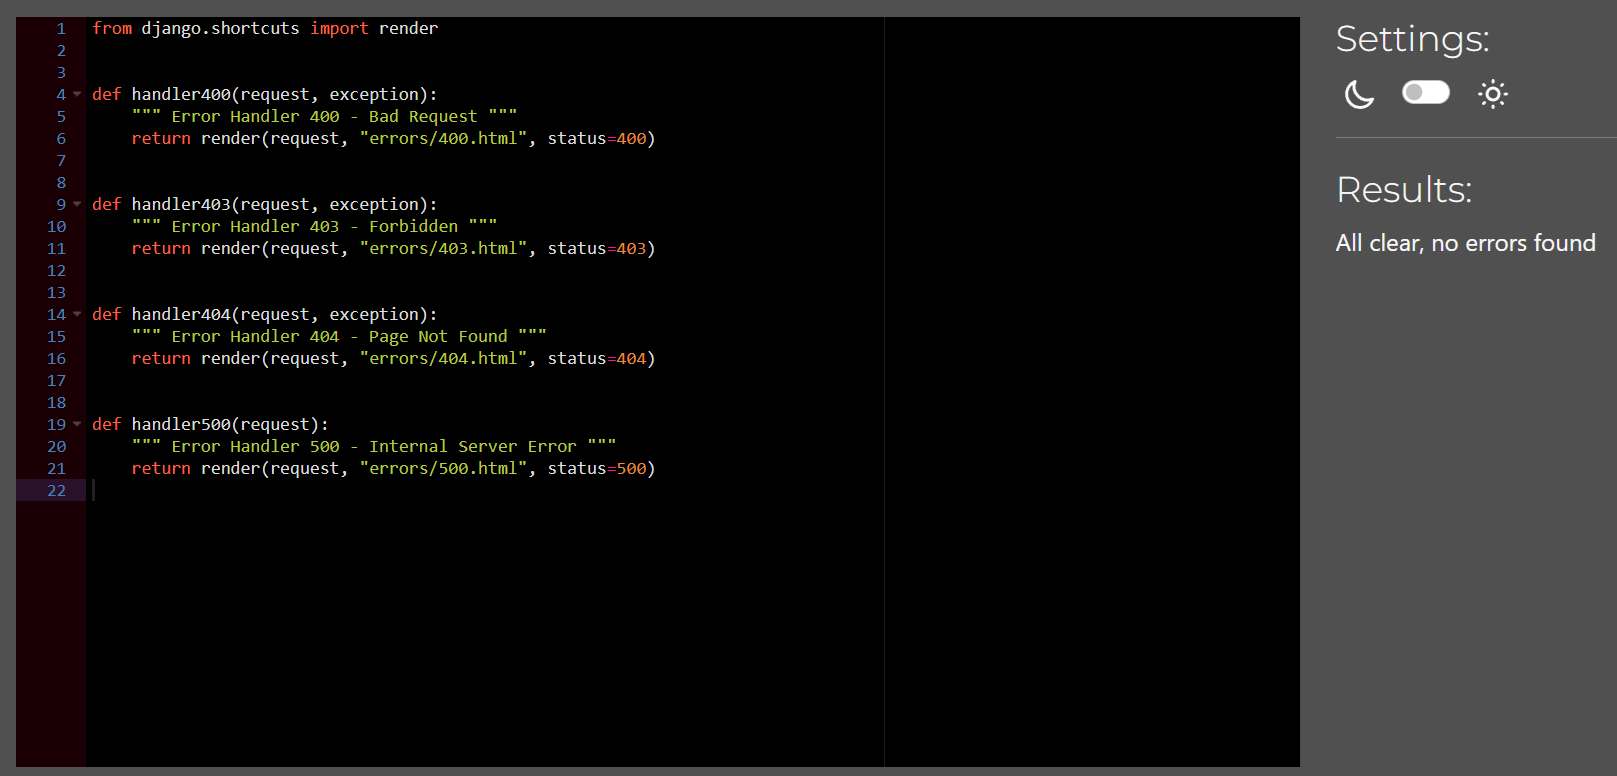 1 from django.shortcuts import render
2
3
4 def handler400(request, exception):
5     """ Error Handler 400 - Bad Request """
6     return render(request, "errors/400.html", status=400)
7
8
9 def handler403(request, exception):
10     """ Error Handler 403 - Forbidden """
11     return render(request, "errors/403.html", status=403)
12
13
14 def handler404(request, exception):
15     """ Error Handler 404 - Page Not Found """
16     return render(request, "errors/404.html", status=404)
17
18
19 def handler500(request):
20     """ Error Handler 500 - Internal Server Error """
21     return render(request, "errors/500.html", status=500)
22
Settings:
Results:
All clear, no errors found